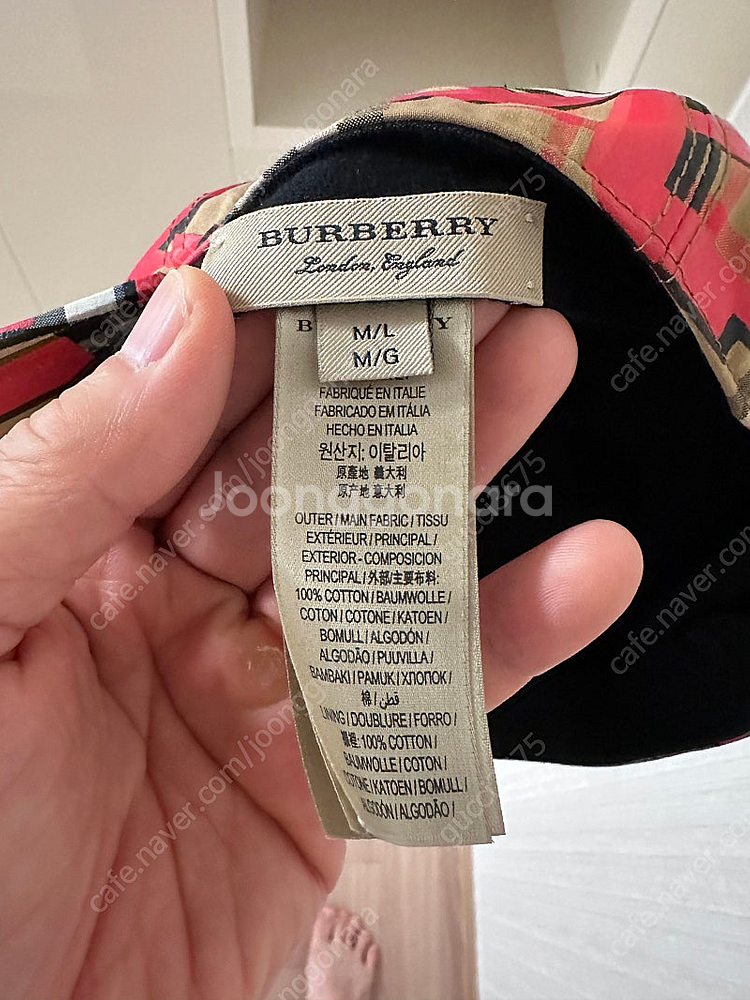 BURBERRY
London, England
B Y
M/L
M/G
FABRIQUÉ EN ITALIE
FABRICADO EM ITÁLIA
HECHO EN ITALIA
원산지: 이탈리아
原產地 義大利
原产地 意大利
Joonggonara
OUTER / MAIN FABRIC / TISSU
EXTÉRIEUR / PRINCIPAL /
EXTERIOR - COMPOSICION
PRINCIPAL / 外部/主要布料:
100% COTTON / BAUMWOLLE /
COTON / COTONE / KATOEN /
BOMULL / ALGODÓN /
ALGODÃO / PUUVILLA /
BAMBAKI / PAMUK / ХЛОПОК /
棉 / قطن /
LINING / DOUBLURE / FORRO /
裡: 100% COTTON /
BAUMWOLLE / COTON /
COTONE / KATOEN / BOMULL /
ALGODÓN / ALGODÃO /
cafe.naver.com/joonggonara